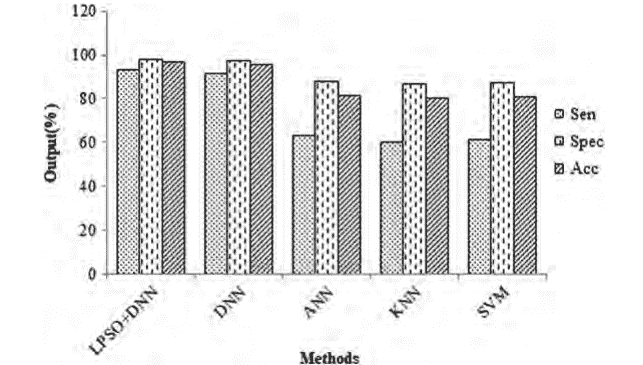 120
100
80
60
40
20
0
Output(%)
Sen
Spec
Acc
LPSO+DNN
DNN
ANN
KNN
SVM
Methods